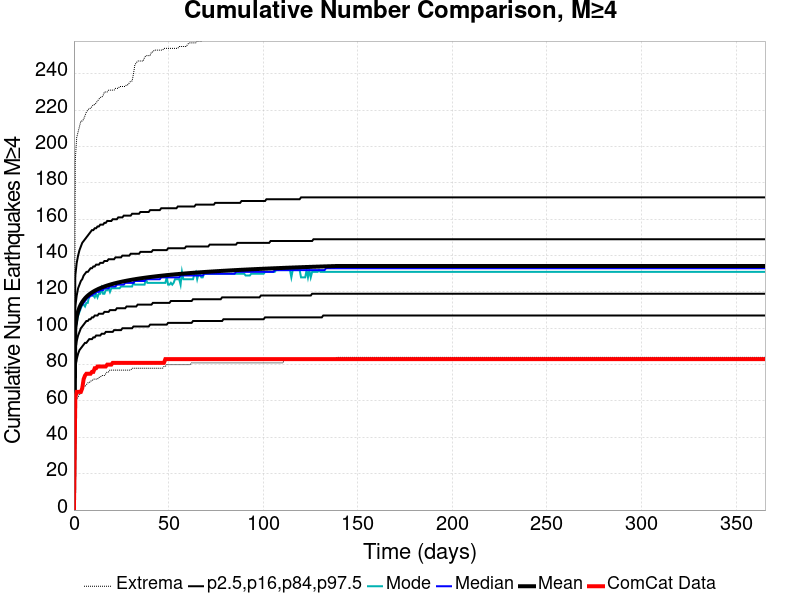 Cumulative Number Comparison, M≥4
Cumulative Num Earthquakes M≥4
240
220
200
180
160
140
120
100
80
60
40
20
0
0 50 100 150 200 250 300 350
Time (days)
Extrema p2.5,p16,p84,p97.5 Mode Median Mean ComCat Data